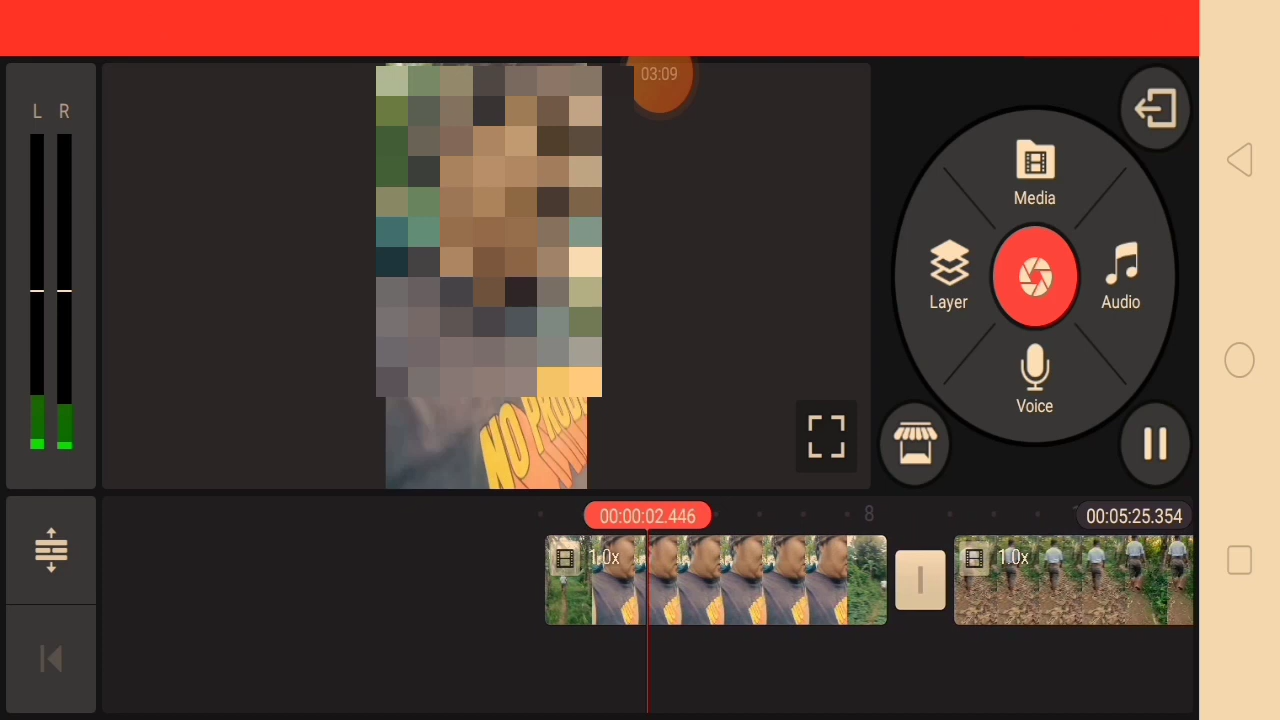 03:09
L R
Media
Layer
Audio
Voice
NO
00:00:02.446
8
00:05:25.354
1.0x
1.0x